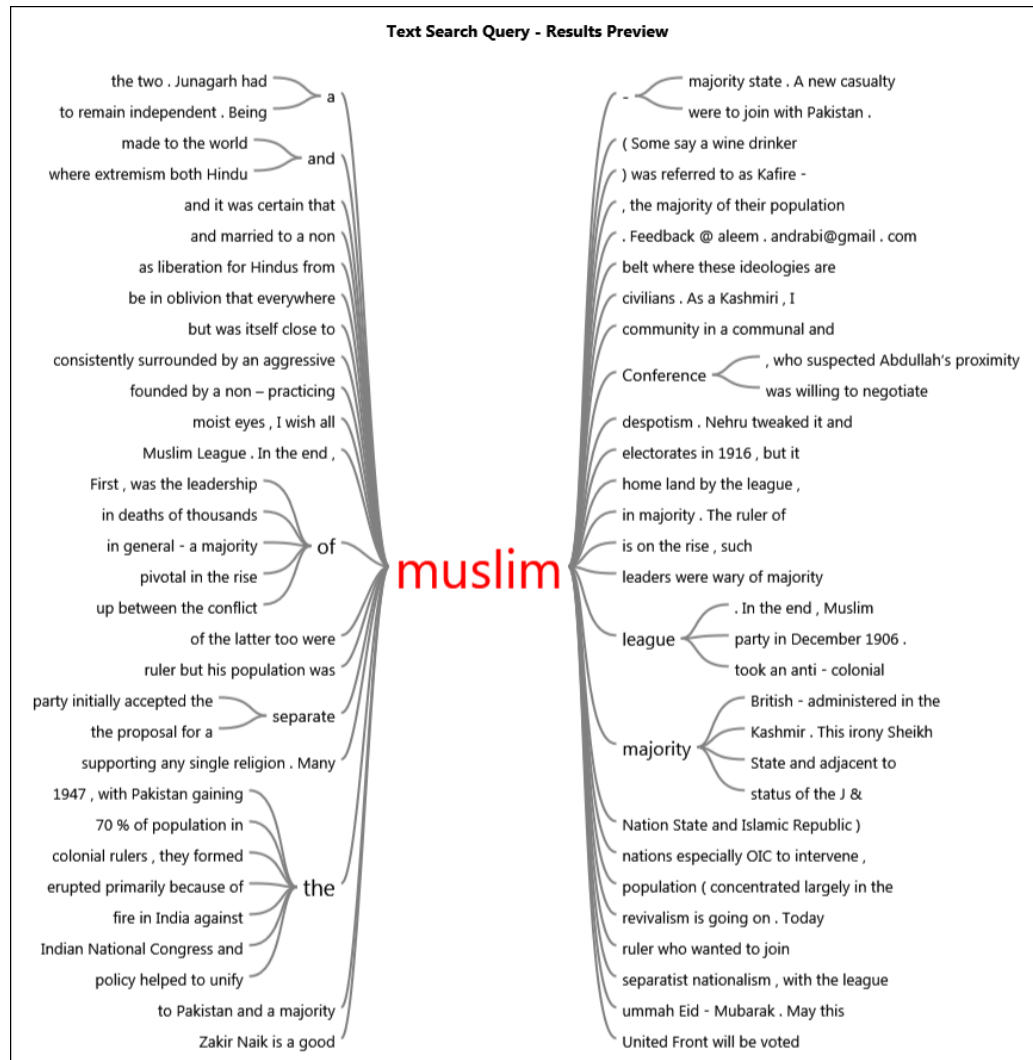 Text Search Query - Results Preview
the two . Junagarh had
to remain independent . Being
a
made to the world
where extremism both Hindu
and
and it was certain that
and married to a non
as liberation for Hindus from
be in oblivion that everywhere
but was itself close to
consistently surrounded by an aggressive
founded by a non – practicing
moist eyes , I wish all
Muslim League . In the end ,
First , was the leadership
in deaths of thousands
in general - a majority
pivotal in the rise
up between the conflict
of
of the latter too were
ruler but his population was
party initially accepted the
the proposal for a
separate
supporting any single religion . Many
1947 , with Pakistan gaining
70 % of population in
colonial rulers , they formed
erupted primarily because of
fire in India against
Indian National Congress and
policy helped to unify
the
to Pakistan and a majority
Zakir Naik is a good
muslim
-
majority state . A new casualty
were to join with Pakistan .
( Some say a wine drinker
) was referred to as Kafire -
, the majority of their population
. Feedback @ aleem . andrabi@gmail . com
belt where these ideologies are
civilians . As a Kashmiri , I
community in a communal and
Conference
, who suspected Abdullah's proximity
was willing to negotiate
despotism . Nehru tweaked it and
electorates in 1916 , but it
home land by the league ,
in majority . The ruler of
is on the rise , such
leaders were wary of majority
league
. In the end , Muslim
party in December 1906 .
took an anti - colonial
majority
British - administered in the
Kashmir . This irony Sheikh
State and adjacent to
status of the J &
Nation State and Islamic Republic )
nations especially OIC to intervene ,
population ( concentrated largely in the
revivalism is going on . Today
ruler who wanted to join
separatist nationalism , with the league
ummah Eid - Mubarak . May this
United Front will be voted